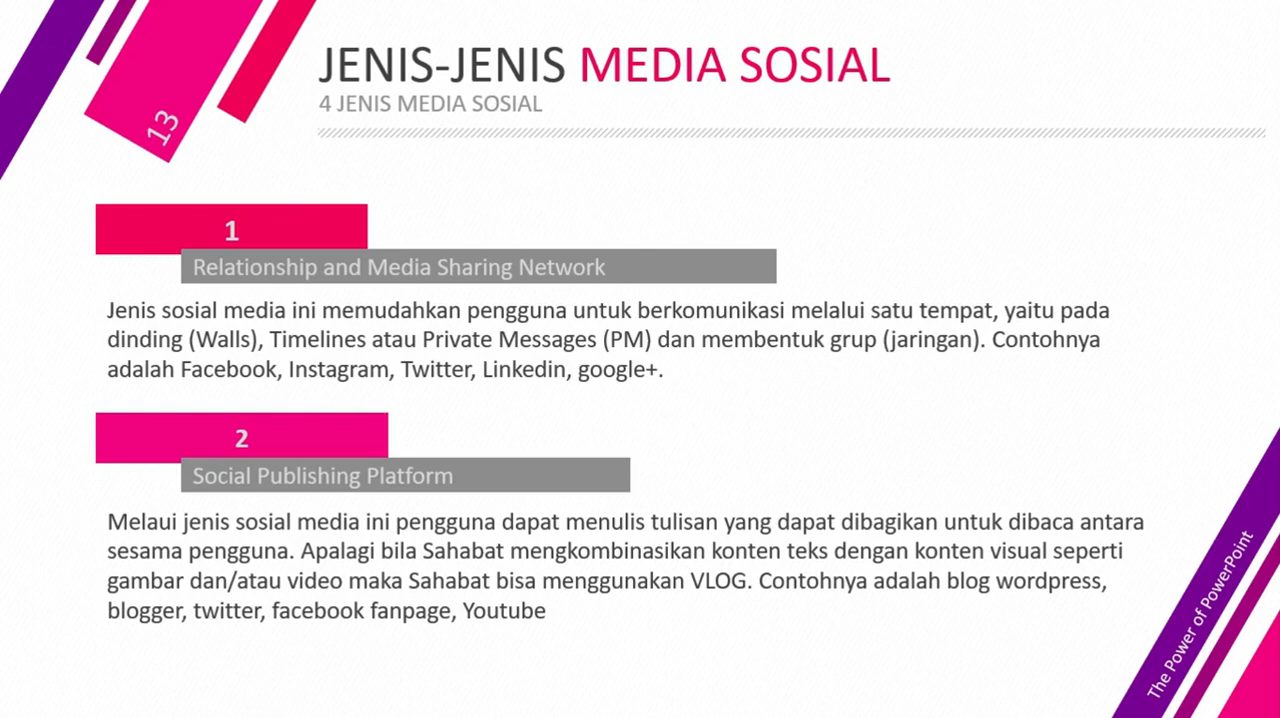 13
JENIS-JENIS MEDIA SOSIAL
4 JENIS MEDIA SOSIAL
1
Relationship and Media Sharing Network
Jenis sosial media ini memudahkan pengguna untuk berkomunikasi melalui satu tempat, yaitu pada
dinding (Walls), Timelines atau Private Messages (PM) dan membentuk grup (jaringan). Contohnya
adalah Facebook, Instagram, Twitter, Linkedin, google+.
2
Social Publishing Platform
Melaui jenis sosial media ini pengguna dapat menulis tulisan yang dapat dibagikan untuk dibaca antara
sesama pengguna. Apalagi bila Sahabat mengkombinasikan konten teks dengan konten visual seperti
gambar dan/atau video maka Sahabat bisa menggunakan VLOG. Contohnya adalah blog wordpress,
blogger, twitter, facebook fanpage, Youtube
The Power of PowerPoint